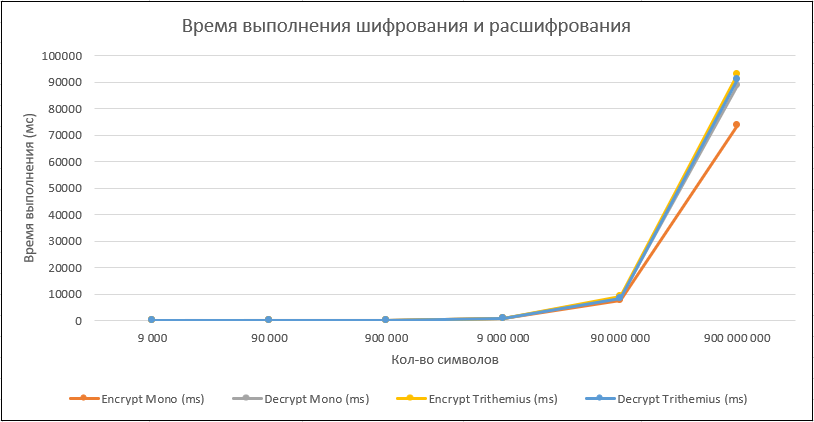 Время выполнения шифрования и расшифрования
Время выполнения (мс)
100000
90000
80000
70000
60000
50000
40000
30000
20000
10000
0
9 000 90 000 900 000 9 000 000 90 000 000 900 000 000
Кол-во символов
Encrypt Mono (ms) Decrypt Mono (ms) Encrypt Trithemius (ms) Decrypt Trithemius (ms)